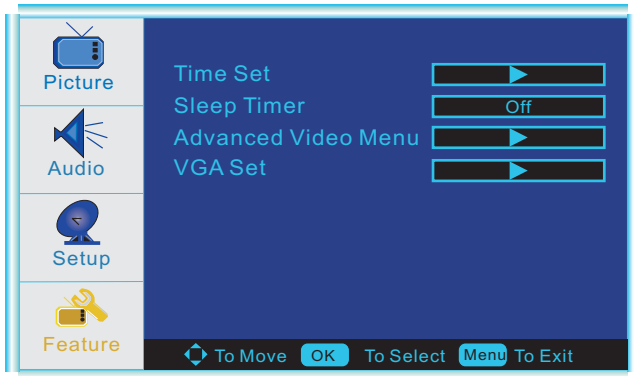 Picture
Audio
Setup
Feature
Time Set
Sleep Timer Off
Advanced Video Menu
VGA Set
To Move OK To Select Menu To Exit